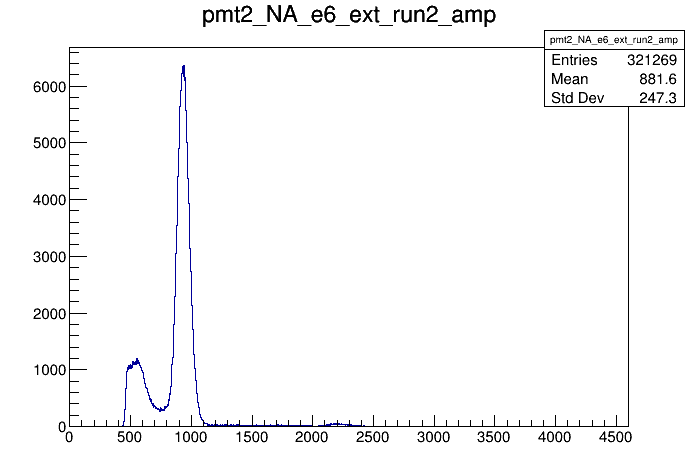 pmt2_NA_e6_ext_run2_amp
pmt2_NA_e6_ext_run2_amp
Entries 321269
Mean 881.6
Std Dev 247.3
6000
5000
4000
3000
2000
1000
0
0 500 1000 1500 2000 2500 3000 3500 4000 4500